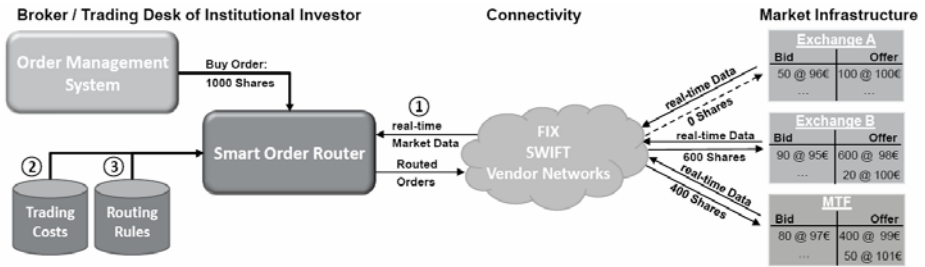 Broker / Trading Desk of Institutional Investor
Connectivity
Market Infrastructure
Order Management
System
Buy Order:
1000 Shares
①
real-time
Market Data
Smart Order Router
Routed
Orders
②
③
Trading
Costs
Routing
Rules
FIX
SWIFT
Vendor Networks
real-time Data
0 Shares
real-time Data
600 Shares
real-time Data
400 Shares
Exchange A
Bid Offer
50 @ 96€ 100 @ 100€
... ...
Exchange B
Bid Offer
90 @ 95€ 600 @ 98€
... 20 @ 100€
MTF
Bid Offer
80 @ 97€ 400 @ 99€
... 50 @ 101€